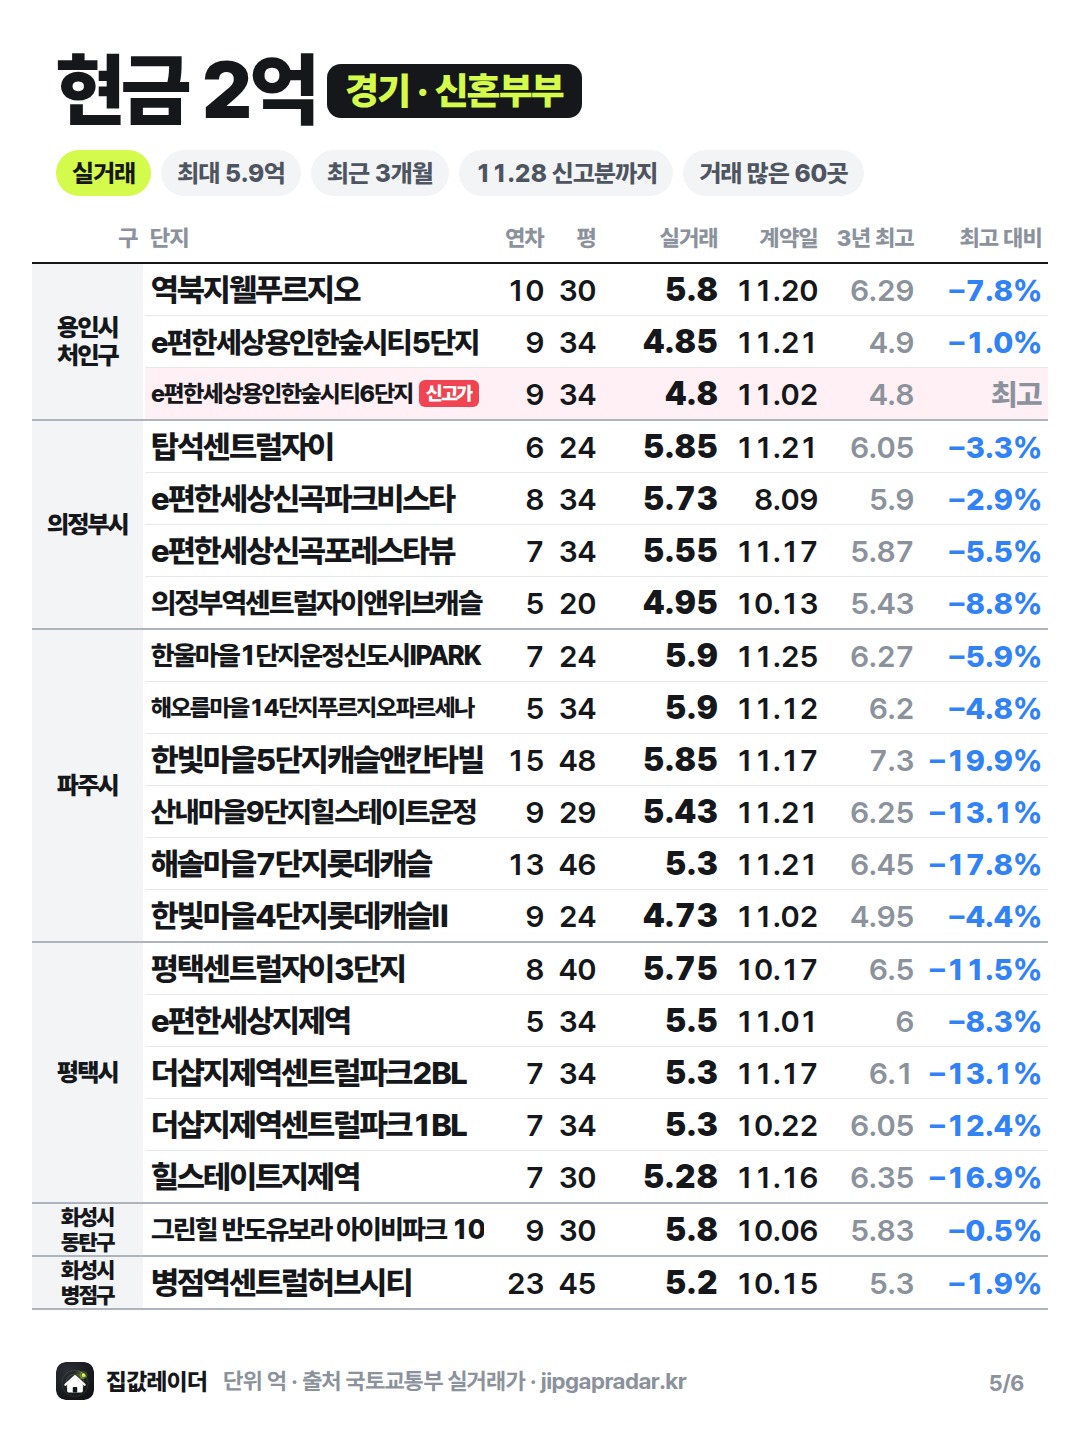 현금 2억 경기 · 신혼부부
실거래 최대 5.9억 최근 3개월 11.28 신고분까지 거래 많은 60곳
구 단지 연차 평 실거래 계약일 3년 최고 최고 대비
용인시 처인구
역북지웰푸르지오 10 30 5.8 11.20 6.29 −7.8%
e편한세상용인한숲시티5단지 9 34 4.85 11.21 4.9 −1.0%
e편한세상용인한숲시티6단지 신고가 9 34 4.8 11.02 4.8 최고
의정부시
탑석센트럴자이 6 24 5.85 11.21 6.05 −3.3%
e편한세상신곡파크비스타 8 34 5.73 8.09 5.9 −2.9%
e편한세상신곡포레스타뷰 7 34 5.55 11.17 5.87 −5.5%
의정부역센트럴자이앤위브캐슬 5 20 4.95 10.13 5.43 −8.8%
파주시
한울마을1단지운정신도시IPARK 7 24 5.9 11.25 6.27 −5.9%
해오름마을14단지푸르지오파르세나 5 34 5.9 11.12 6.2 −4.8%
한빛마을5단지캐슬앤칸타빌 15 48 5.85 11.17 7.3 −19.9%
산내마을9단지힐스테이트운정 9 29 5.43 11.21 6.25 −13.1%
해솔마을7단지롯데캐슬 13 46 5.3 11.21 6.45 −17.8%
한빛마을4단지롯데캐슬II 9 24 4.73 11.02 4.95 −4.4%
평택시
평택센트럴자이3단지 8 40 5.75 10.17 6.5 −11.5%
e편한세상지제역 5 34 5.5 11.01 6 −8.3%
더샵지제역센트럴파크2BL 7 34 5.3 11.17 6.1 −13.1%
더샵지제역센트럴파크1BL 7 34 5.3 10.22 6.05 −12.4%
힐스테이트지제역 7 30 5.28 11.16 6.35 −16.9%
화성시 동탄구
그린힐 반도유보라 아이비파크 10 9 30 5.8 10.06 5.83 −0.5%
화성시 병점구
병점역센트럴허브시티 23 45 5.2 10.15 5.3 −1.9%
집값레이더 단위 억 · 출처 국토교통부 실거래가 · jipgapradar.kr 5/6